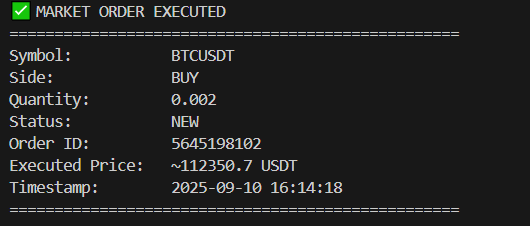 ✅ MARKET ORDER EXECUTED
==================================================
Symbol: BTCUSDT
Side: BUY
Quantity: 0.002
Status: NEW
Order ID: 5645198102
Executed Price: ~112350.7 USDT
Timestamp: 2025-09-10 16:14:18
==================================================